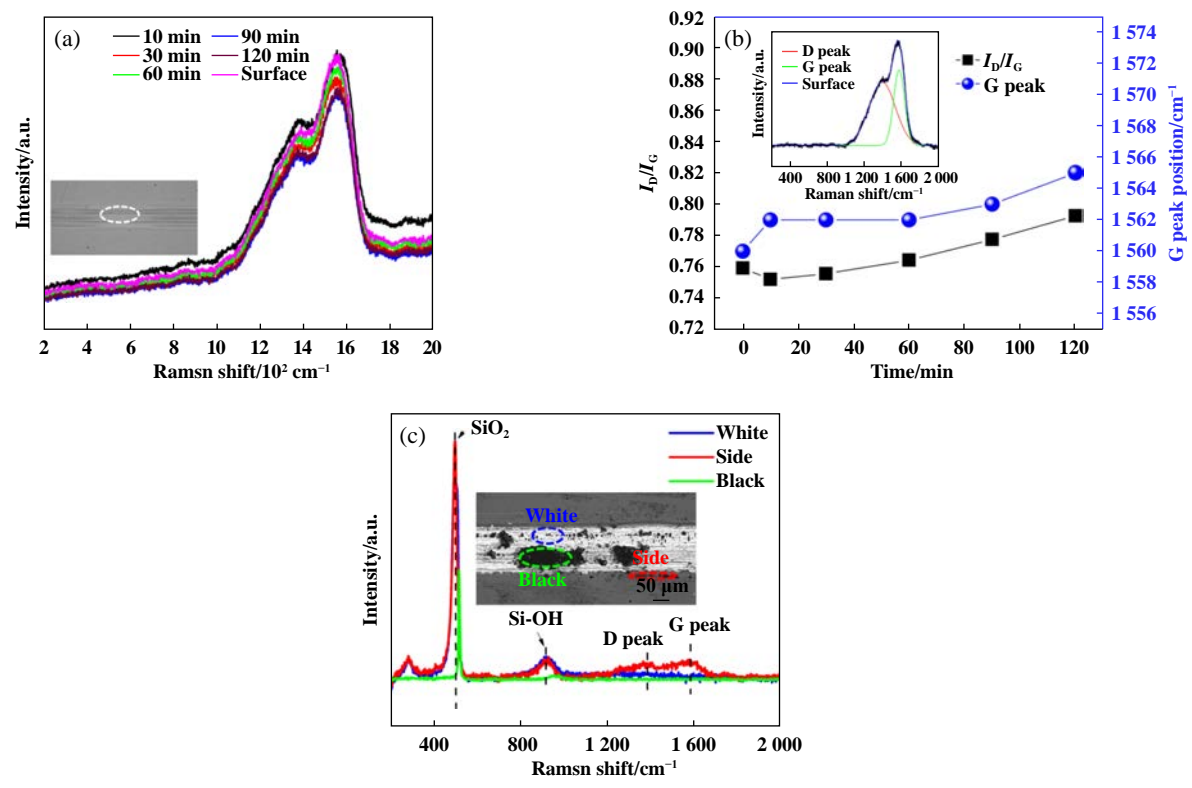 (a)
10 min
90 min
30 min
120 min
60 min
Surface
Intensity/a.u.
2
4
6
8
10
12
14
16
18
20
Ramsn shift/10² cm⁻¹
(b)
0.92
0.90
0.88
0.86
0.84
0.82
0.80
0.78
0.76
0.74
0.72
I_D/I_G
D peak
G peak
Surface
Intensity/a.u.
400
800
1 200
1 600
2 000
Raman shift/cm⁻¹
I_D/I_G
G peak
1 574
1 572
1 570
1 568
1 566
1 564
1 562
1 560
1 558
1 556
G peak position/cm⁻¹
0
20
40
60
80
100
120
Time/min
(c)
SiO₂
White
Side
Black
White
Black
Side
50 μm
Si-OH
D peak
G peak
Intensity/a.u.
400
800
1 200
1 600
2 000
Ramsn shift/cm⁻¹